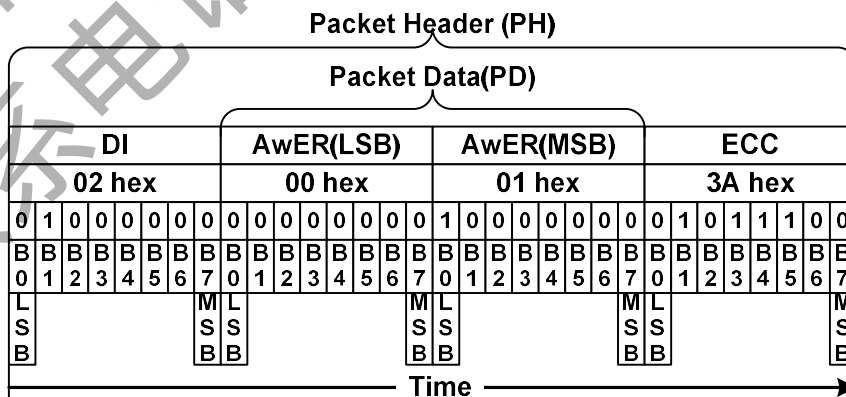 Packet Header (PH)
Packet Data(PD)
DI AwER(LSB) AwER(MSB) ECC
02 hex 00 hex 01 hex 3A hex
0 1 0 0 0 0 0 0 0 0 0 0 0 0 0 0 1 0 0 0 0 0 0 0 0 1 0 1 1 1 0 0
B0 B1 B2 B3 B4 B5 B6 B7 B0 B1 B2 B3 B4 B5 B6 B7 B0 B1 B2 B3 B4 B5 B6 B7 B0 B1 B2 B3 B4 B5 B6 B7
LSB MSB LSB MSB LSB MSB LSB MSB
Time
系电